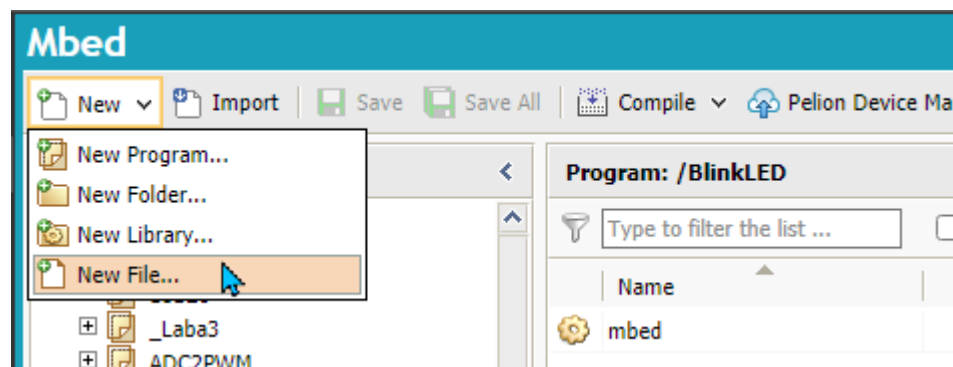 Mbed
New Import Save Save All Compile Pelion Device Ma
New Program...
New Folder...
New Library...
New File...
_Laba3
ADC2PWM
Program: /BlinkLED
Type to filter the list ...
Name
mbed